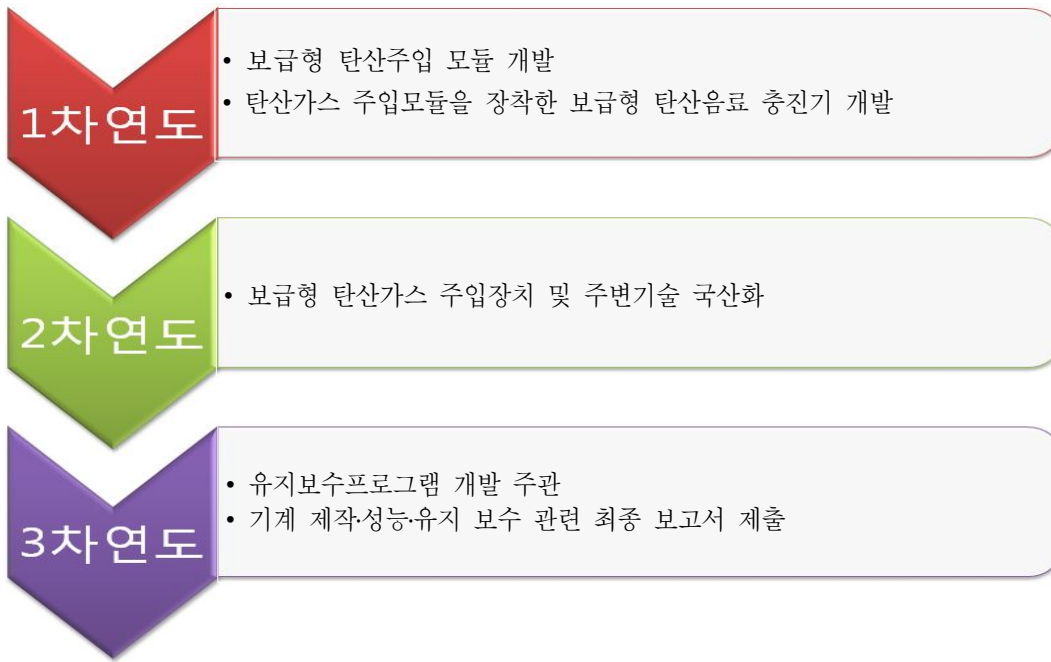 1차연도
• 보급형 탄산주입 모듈 개발
• 탄산가스 주입모듈을 장착한 보급형 탄산음료 충진기 개발
2차연도
• 보급형 탄산가스 주입장치 및 주변기술 국산화
3차연도
• 유지보수프로그램 개발 주관
• 기계 제작·성능·유지 보수 관련 최종 보고서 제출